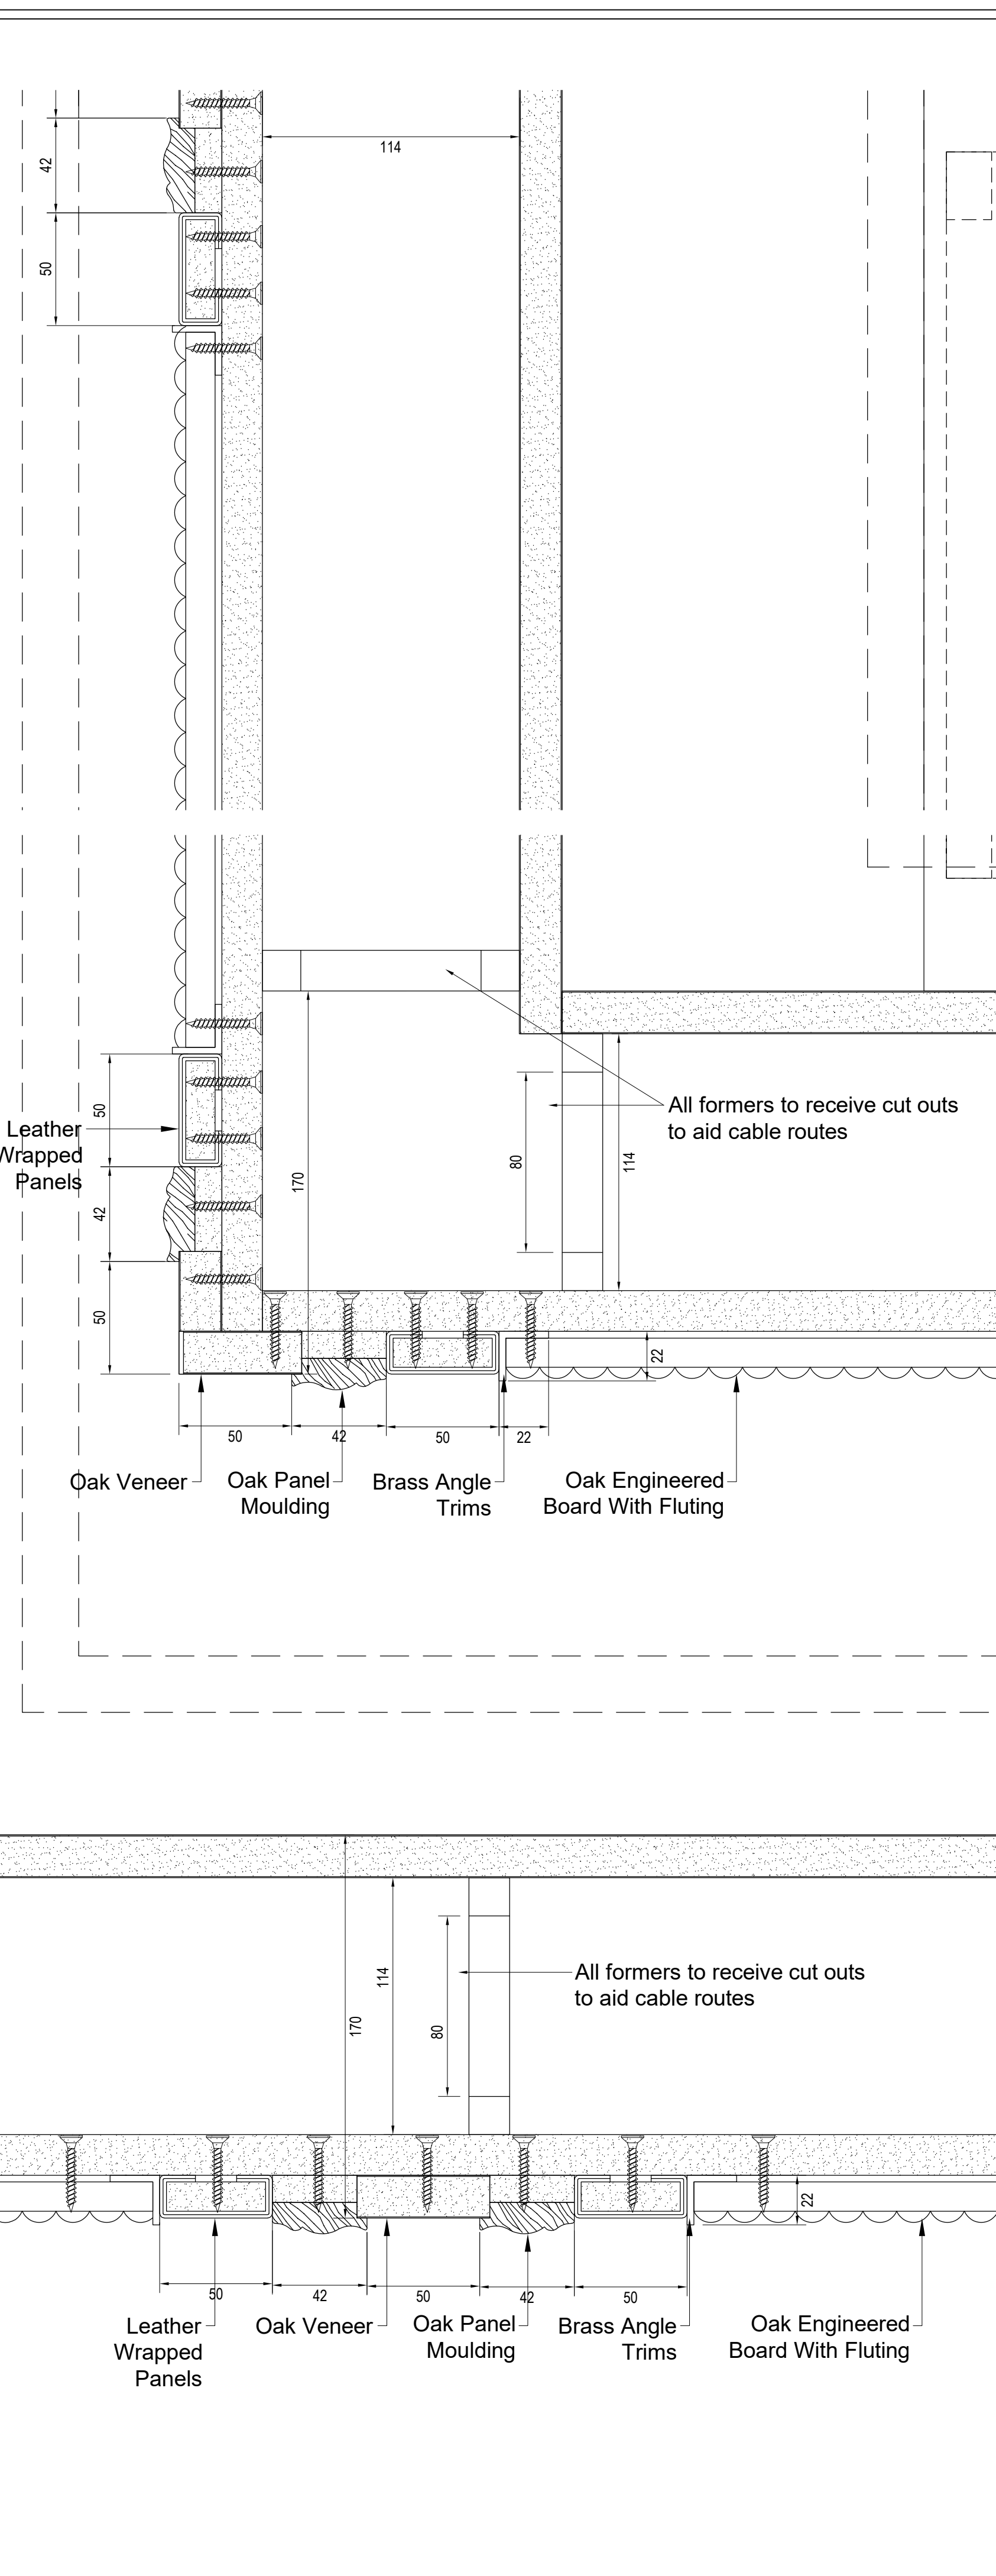 42
114
50
All formers to receive cut outs
to aid cable routes
50
Leather
Wrapped
Panels
80
114
170
42
50
22
50
42
50
22
Oak Veneer
Oak Panel
Moulding
Brass Angle
Trims
Oak Engineered
Board With Fluting
114
All formers to receive cut outs
to aid cable routes
170
80
22
50
42
50
42
50
Leather
Wrapped
Panels
Oak Veneer
Oak Panel
Moulding
Brass Angle
Trims
Oak Engineered
Board With Fluting